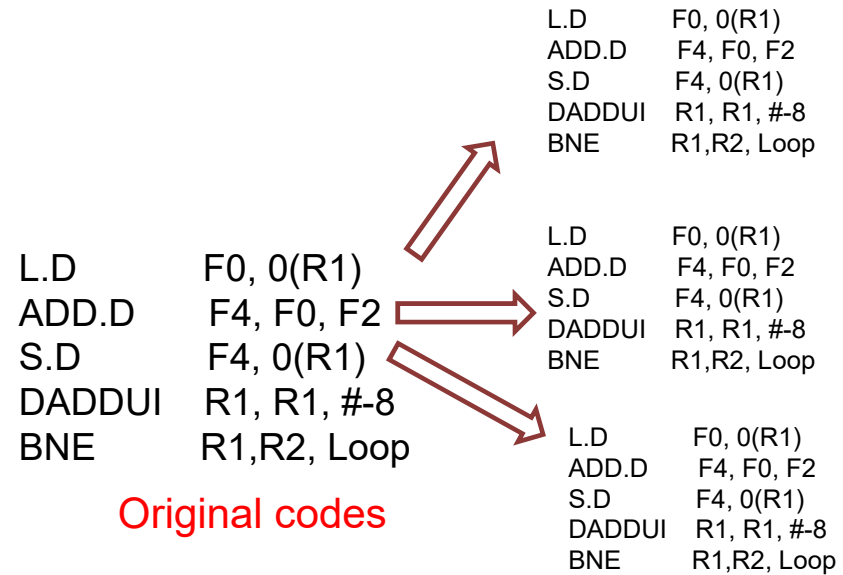 L.D F0, 0(R1)
ADD.D F4, F0, F2
S.D F4, 0(R1)
DADDUI R1, R1, #-8
BNE R1,R2, Loop
Original codes
L.D F0, 0(R1)
ADD.D F4, F0, F2
S.D F4, 0(R1)
DADDUI R1, R1, #-8
BNE R1,R2, Loop
L.D F0, 0(R1)
ADD.D F4, F0, F2
S.D F4, 0(R1)
DADDUI R1, R1, #-8
BNE R1,R2, Loop
L.D F0, 0(R1)
ADD.D F4, F0, F2
S.D F4, 0(R1)
DADDUI R1, R1, #-8
BNE R1,R2, Loop